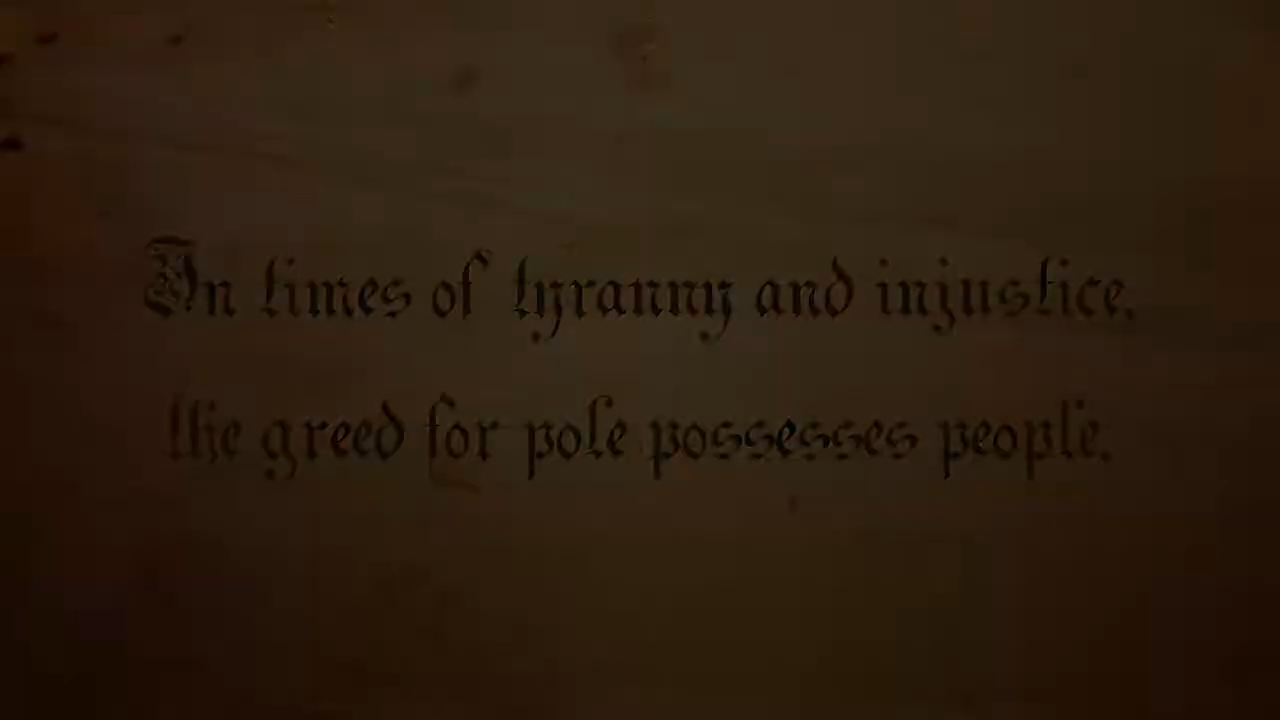 In times of tyranny and injustice,
the greed for pole possesses people.